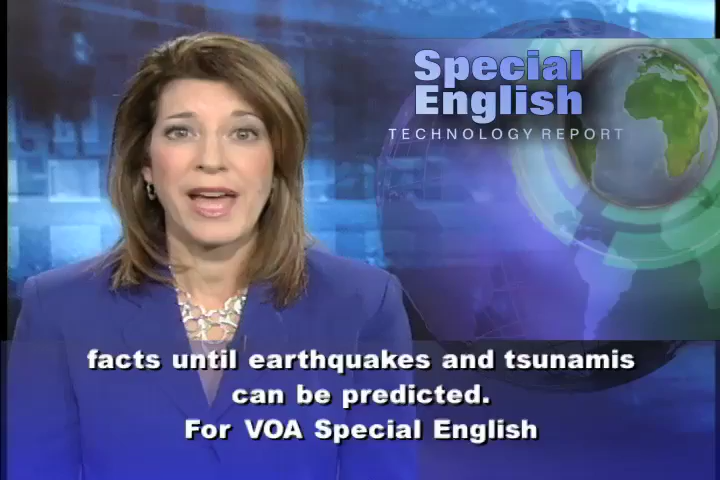 Special
English
TECHNOLOGY REPORT
facts until earthquakes and tsunamis
can be predicted.
For VOA Special English